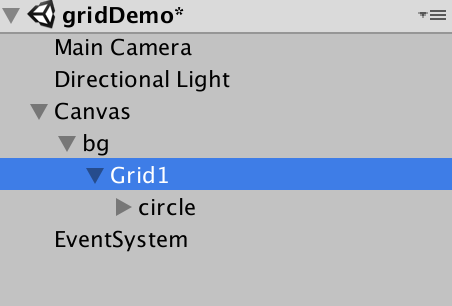 gridDemo*
Main Camera
Directional Light
Canvas
bg
Grid1
circle
EventSystem